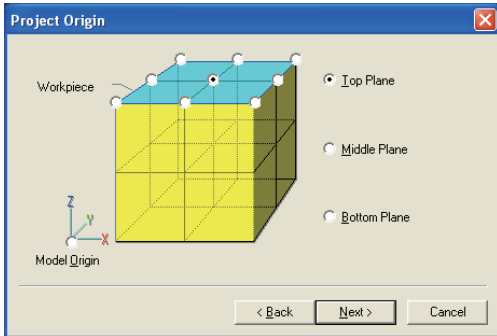 Project Origin
Workpiece
Top Plane
Middle Plane
Z
Y
X
Bottom Plane
Model Origin
< Back
Next >
Cancel